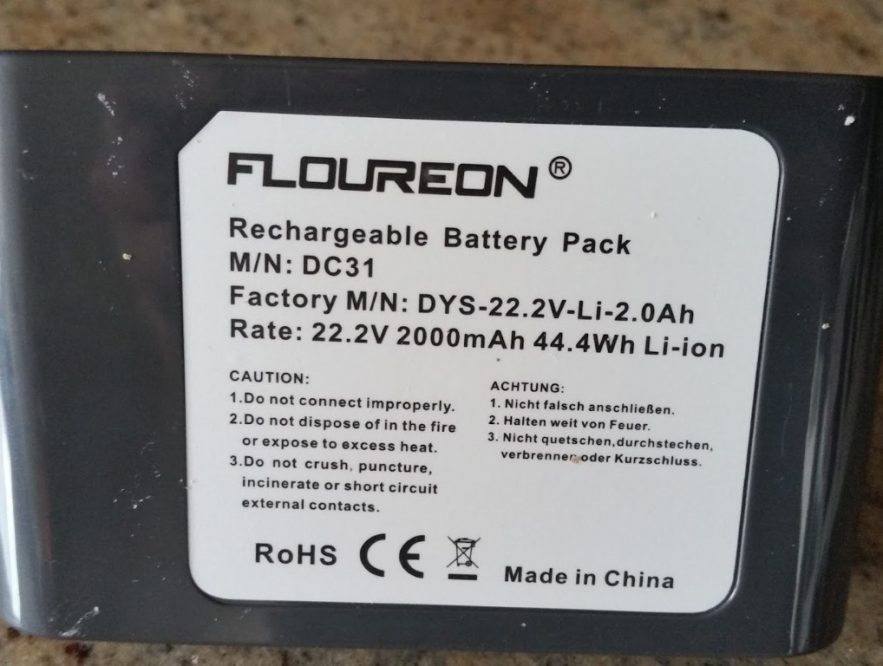 FLOUREON®
Rechargeable Battery Pack
M/N: DC31
Factory M/N: DYS-22.2V-Li-2.0Ah
Rate: 22.2V 2000mAh 44.4Wh Li-ion
CAUTION:
1.Do not connect improperly.
2.Do not dispose of in the fire
or expose to excess heat.
3.Do not crush, puncture,
incinerate or short circuit
external contacts.
ACHTUNG:
1. Nicht falsch anschließen.
2. Halten weit von Feuer.
3. Nicht quetschen,durchstechen,
verbrennen oder Kurzschluss.
RoHS CE
Made in China